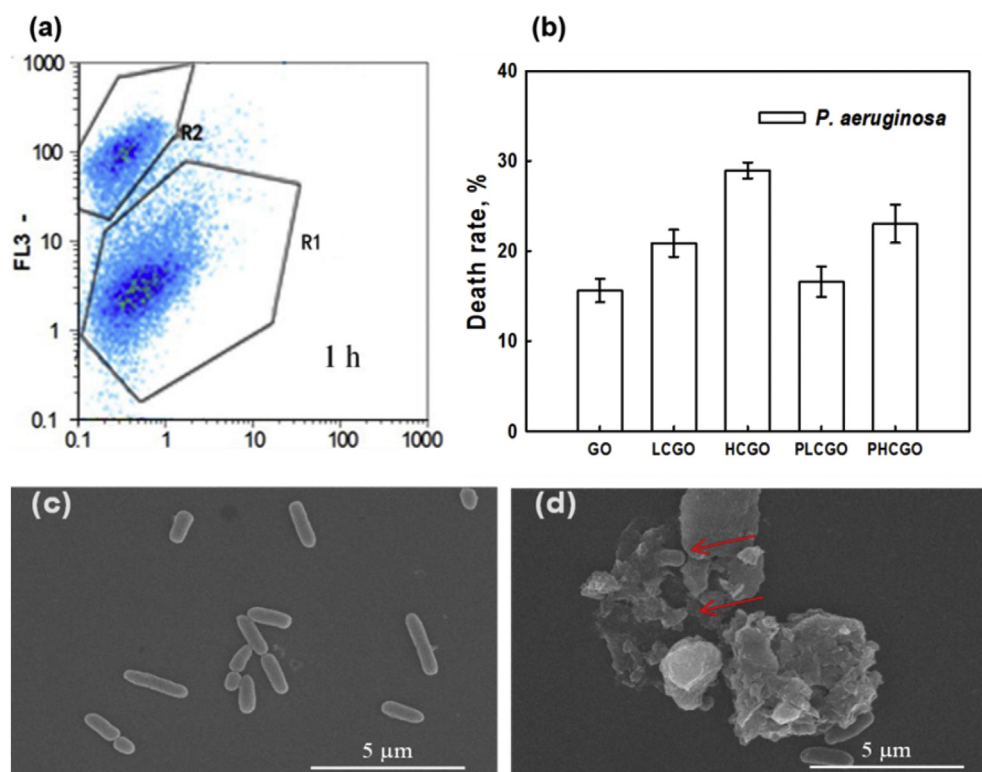 (a)
1000
100
10
1
0.1
FL3 -
R2
R1
1 h
0.1
1
10
100
1000
(b)
40
30
20
10
0
Death rate, %
P. aeruginosa
GO
LCGO
HCGO
PLCGO
PHCGO
(c)
5 µm
(d)
5 µm